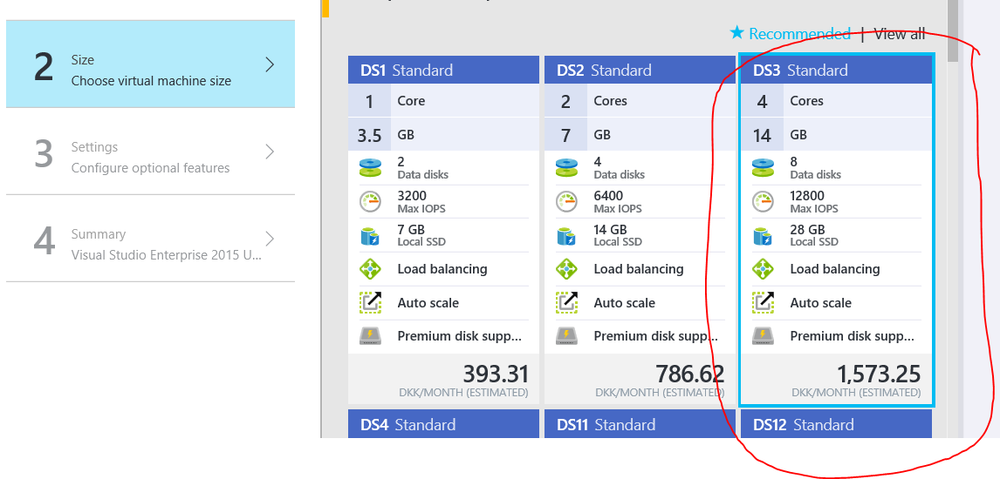 2
Size
Choose virtual machine size
3
Settings
Configure optional features
4
Summary
Visual Studio Enterprise 2015 U...
Recommended | View all
DS1 Standard
1 Core
3.5 GB
2
Data disks
3200
Max IOPS
7 GB
Local SSD
Load balancing
Auto scale
Premium disk supp...
393.31
DKK/MONTH (ESTIMATED)
DS2 Standard
2 Cores
7 GB
4
Data disks
6400
Max IOPS
14 GB
Local SSD
Load balancing
Auto scale
Premium disk supp...
786.62
DKK/MONTH (ESTIMATED)
DS3 Standard
4 Cores
14 GB
8
Data disks
12800
Max IOPS
28 GB
Local SSD
Load balancing
Auto scale
Premium disk supp...
1,573.25
DKK/MONTH (ESTIMATED)
DS4 Standard
DS11 Standard
DS12 Standard